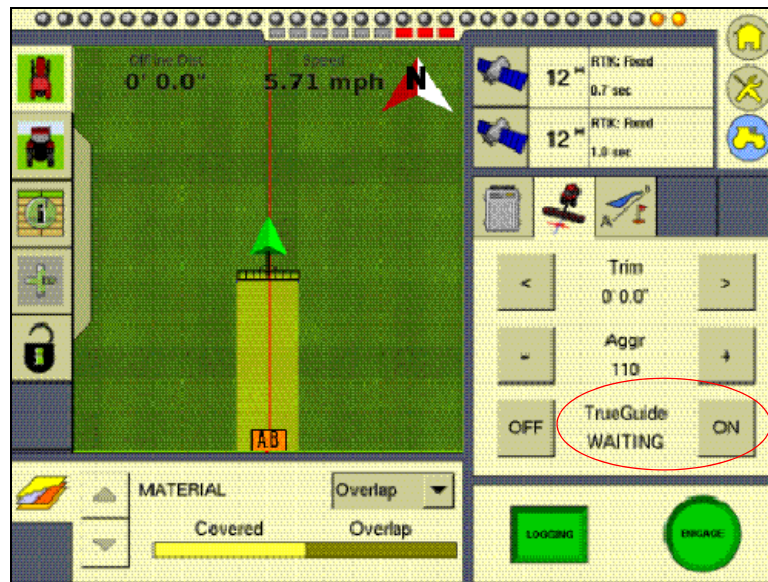 Offline Dist
0' 0.0"
Speed
5.71 mph
N
12
RTK: Fixed
0.7 sec
12
RTK: Fixed
1.0 sec
A
B
<
Trim
0' 0.0"
>
-
Aggr
110
+
OFF
TrueGuide
WAITING
ON
AB
MATERIAL
Overlap
Covered
Overlap
LOGGING
ENGAGE